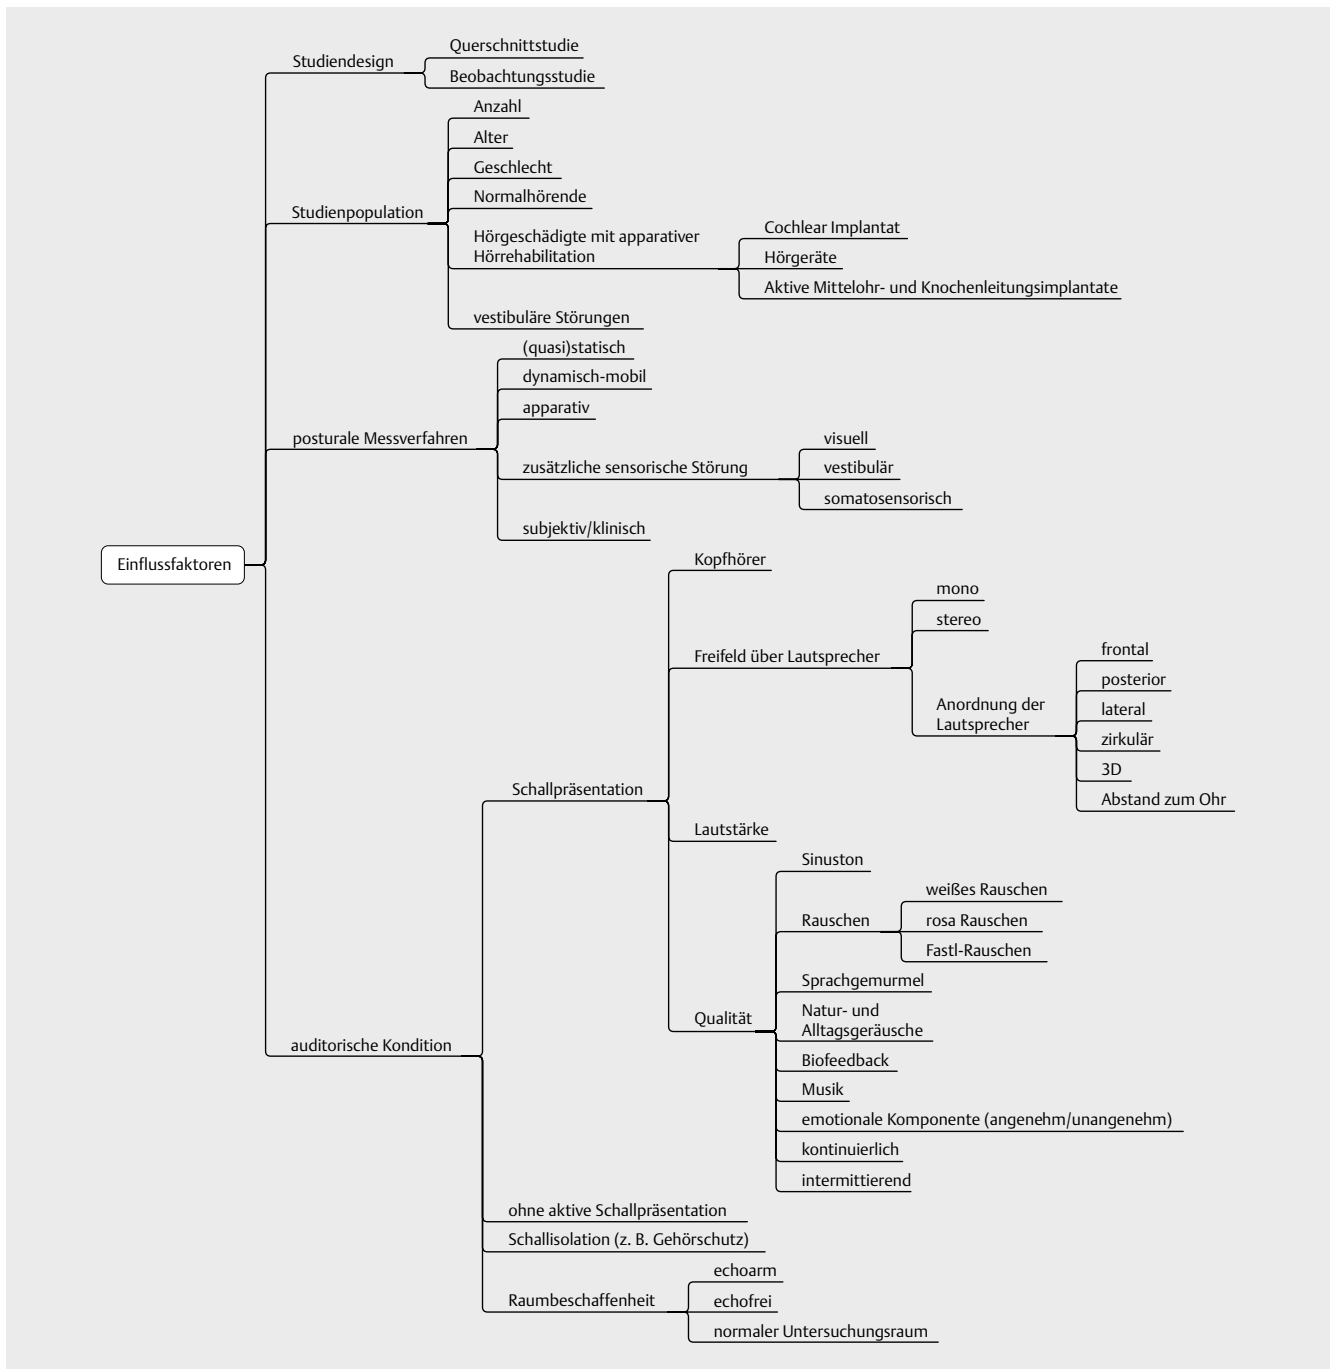 Querschnittstudie
Studiendesign
Beobachtungsstudie
Anzahl
Alter
Geschlecht
Normalhörende
Studienpopulation
Hörgeschädigte mit apparativer
Hörrehabilitation
Cochlear Implantat
Hörgeräte
Aktive Mittelohr- und Knochenleitungsimplantate
vestibuläre Störungen
(quasi)statisch
dynamisch-mobil
apparativ
posturale Messverfahren
zusätzliche sensorische Störung
visuell
vestibulär
somatosensorisch
subjektiv/klinisch
Einflussfaktoren
Kopfhörer
mono
stereo
Freifeld über Lautsprecher
Anordnung der
Lautsprecher
frontal
posterior
lateral
zirkulär
3D
Abstand zum Ohr
Schallpräsentation
Lautstärke
Sinuston
Rauschen
weißes Rauschen
rosa Rauschen
Fastl-Rauschen
Sprachgemurmel
Qualität
Natur- und
Alltagsgeräusche
Biofeedback
Musik
emotionale Komponente (angenehm/unangenehm)
kontinuierlich
intermittierend
auditorische Kondition
ohne aktive Schallpräsentation
Schallisolation (z. B. Gehörschutz)
Raumbeschaffenheit
echoarm
echofrei
normaler Untersuchungsraum